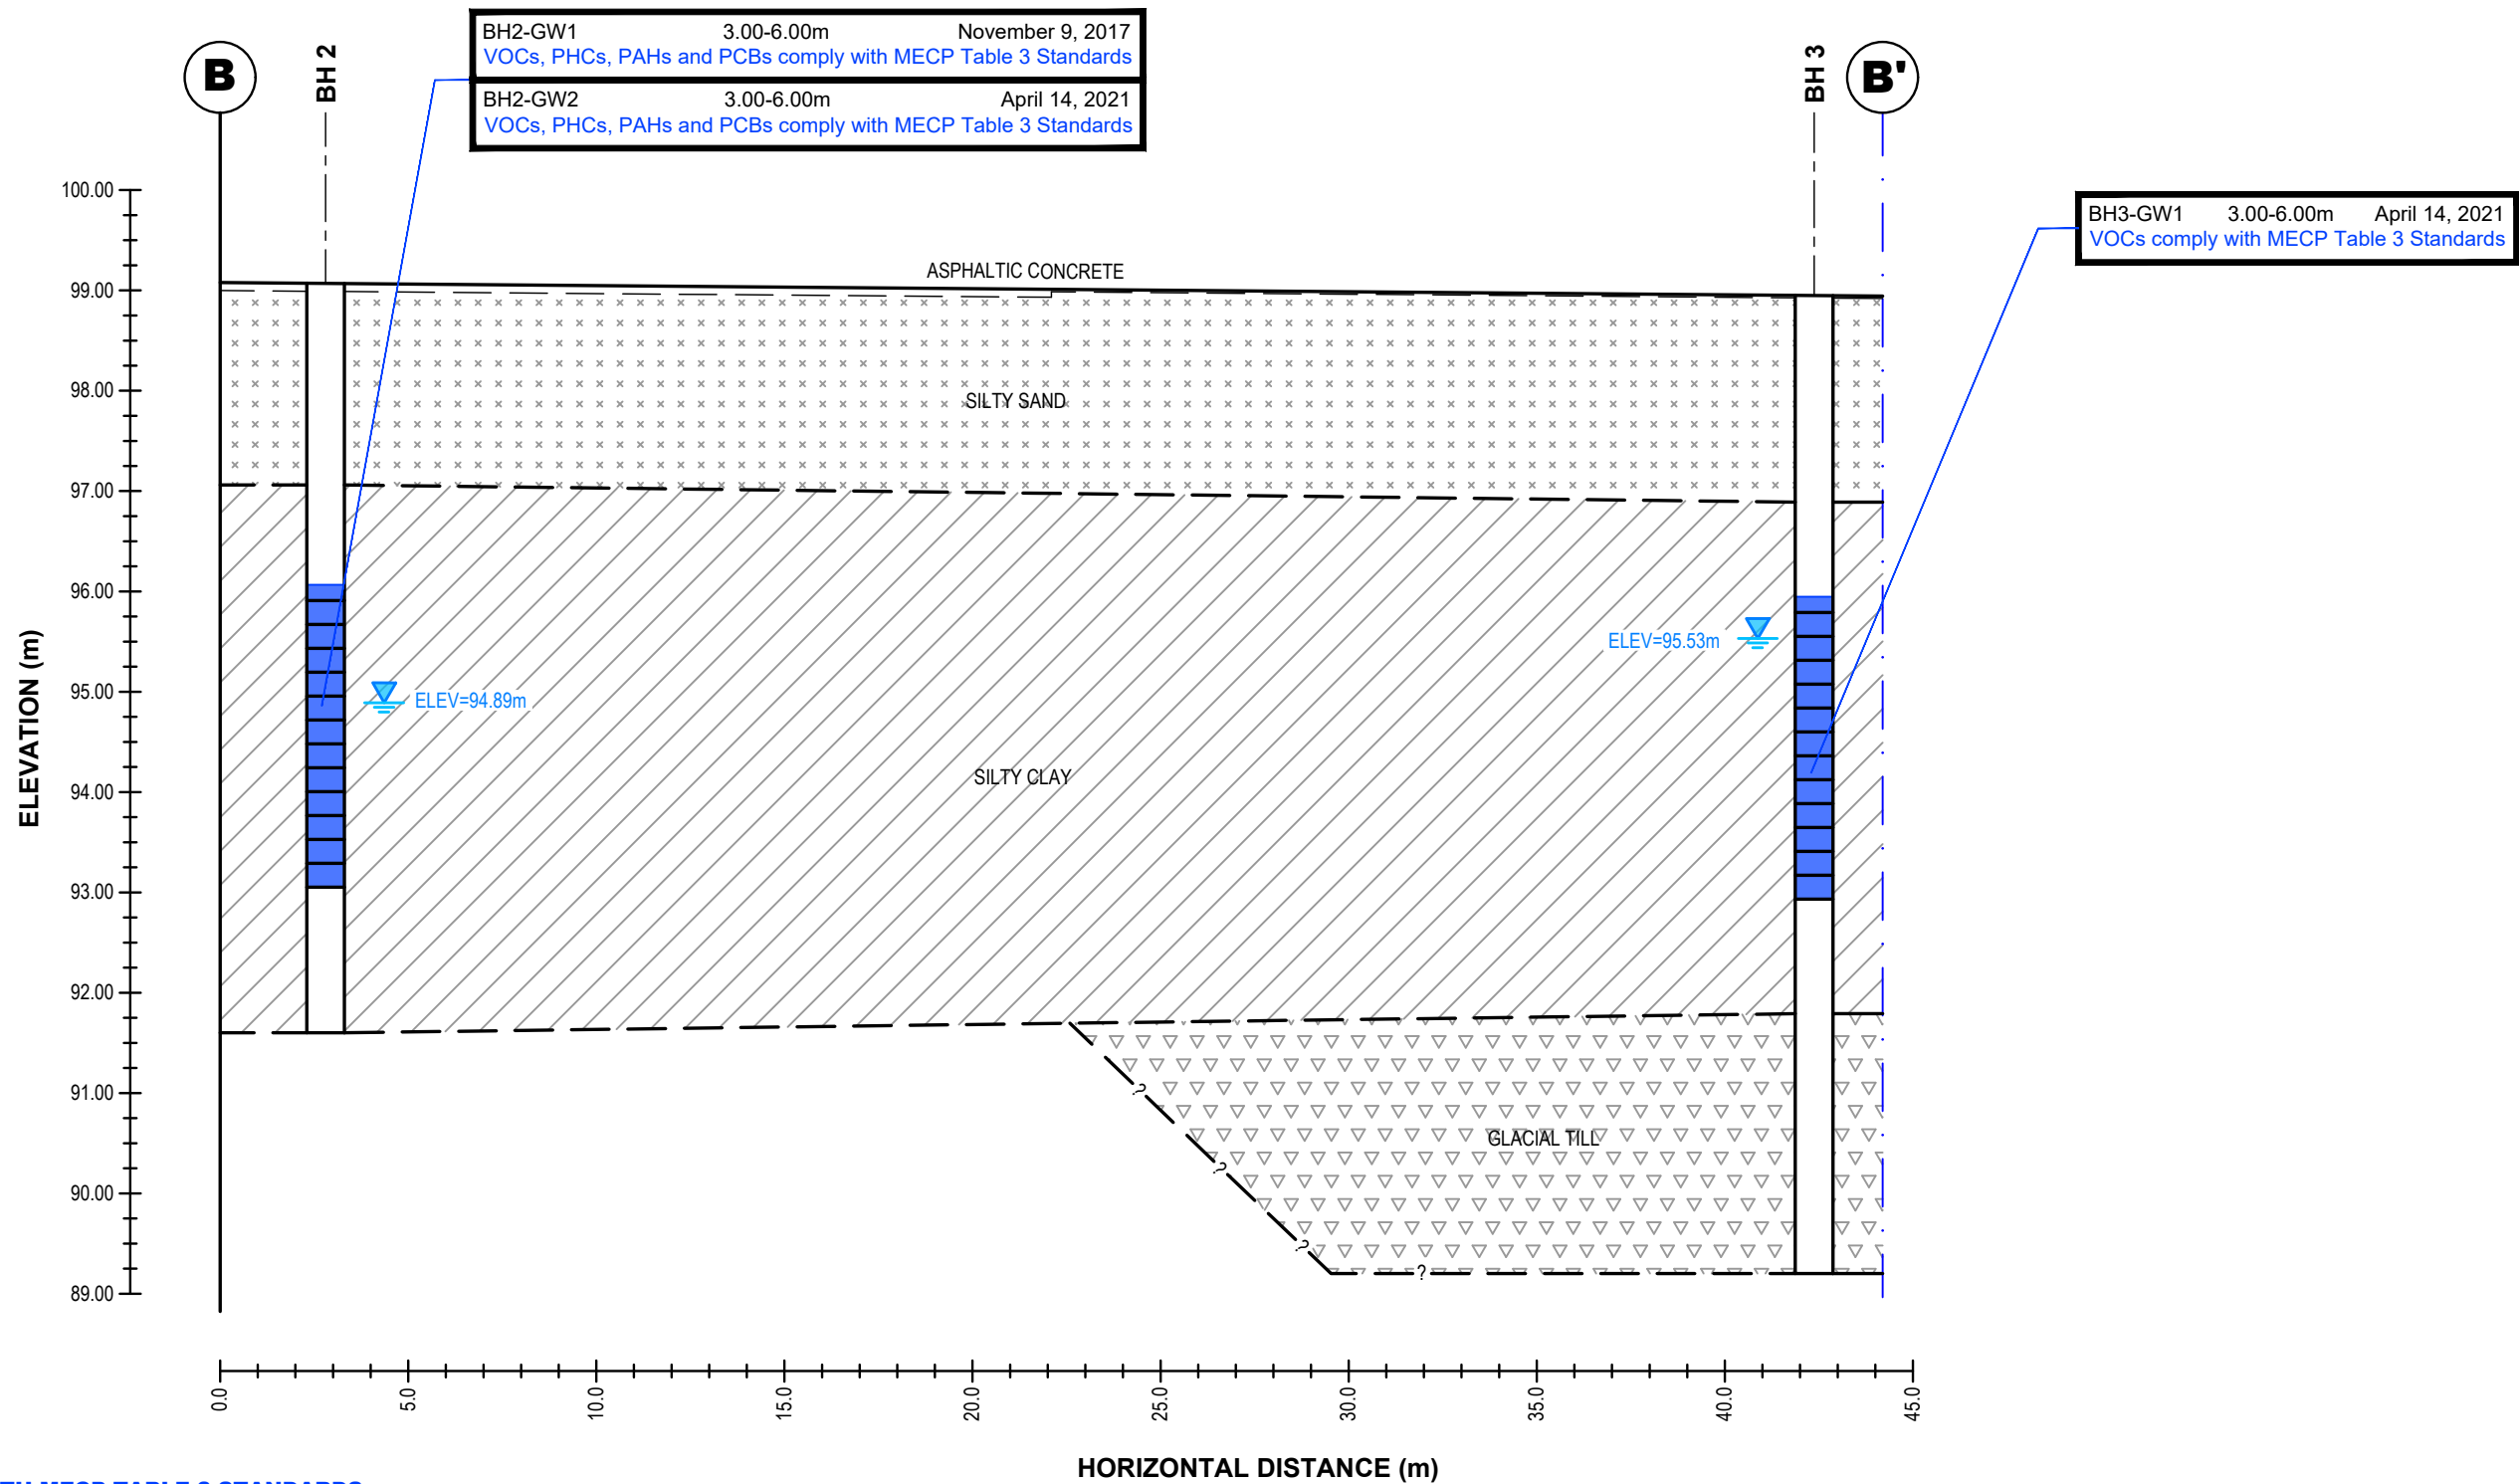 BH2-GW1 3.00-6.00m November 9, 2017
VOCs, PHCs, PAHs and PCBs comply with MECP Table 3 Standards
BH2-GW2 3.00-6.00m April 14, 2021
VOCs, PHCs, PAHs and PCBs comply with MECP Table 3 Standards
B
BH 2
BH 3
B'
BH3-GW1 3.00-6.00m April 14, 2021
VOCs comply with MECP Table 3 Standards
100.00
99.00
98.00
97.00
96.00
95.00
94.00
93.00
92.00
91.00
90.00
89.00
ELEVATION (m)
ASPHALTIC CONCRETE
SILTY SAND
ELEV=95.53m
ELEV=94.89m
SILTY CLAY
GLACIAL TILL
?
?
?
?
0.0
5.0
10.0
15.0
20.0
25.0
30.0
35.0
40.0
45.0
HORIZONTAL DISTANCE (m)